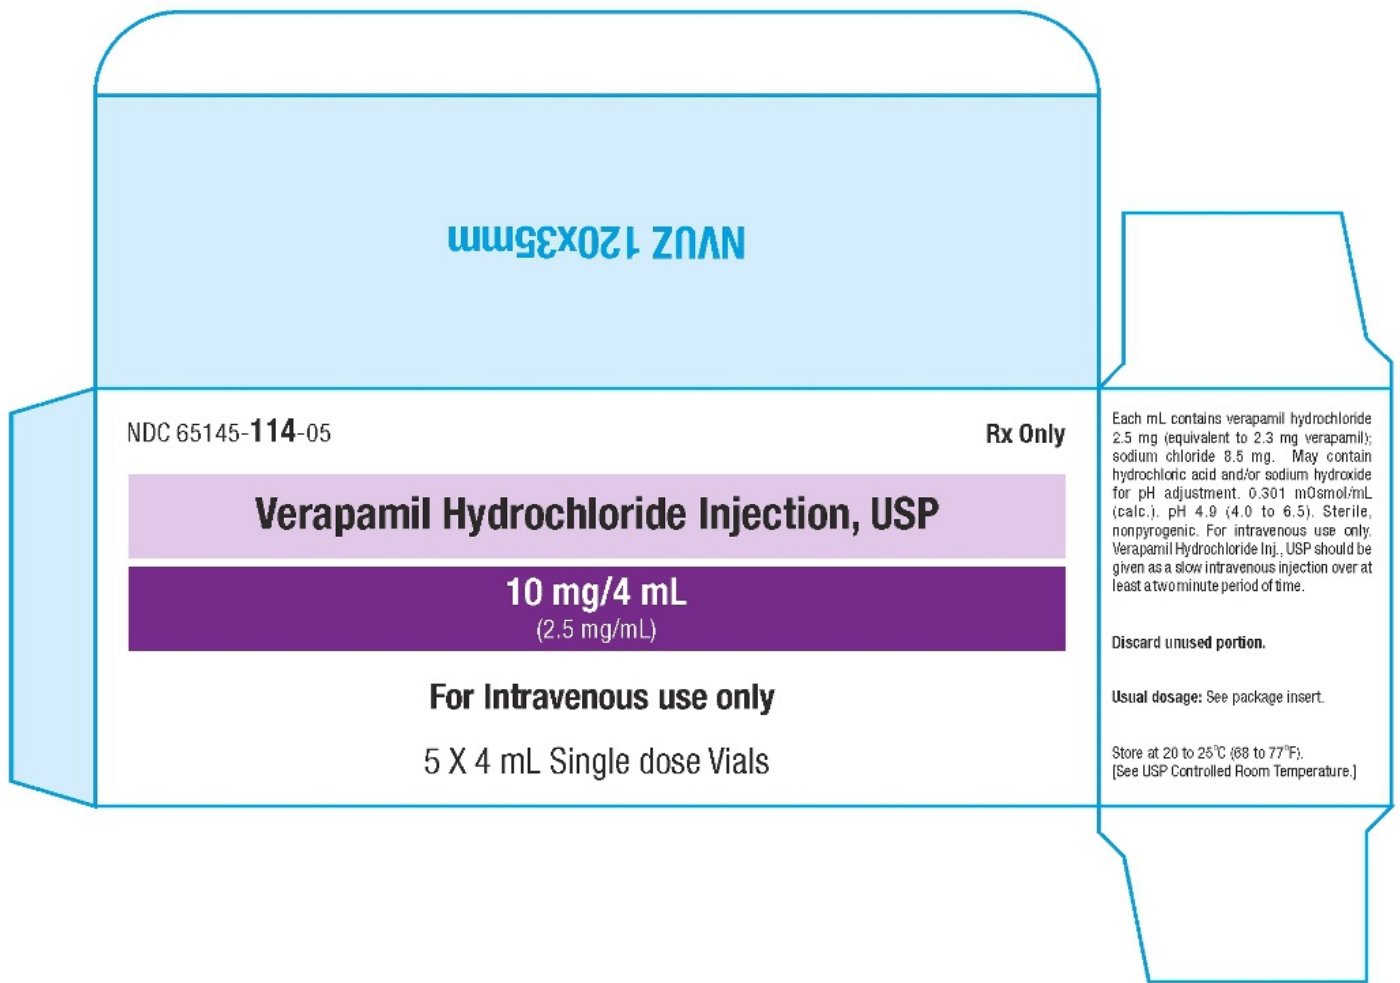 NVUZ 120x35mm
NDC 65145-114-05
Rx Only
Verapamil Hydrochloride Injection, USP
10 mg/4 mL
(2.5 mg/mL)
For Intravenous use only
5 X 4 mL Single dose Vials
Each mL contains verapamil hydrochloride
2.5 mg (equivalent to 2.3 mg verapamil);
sodium chloride 8.5 mg. May contain
hydrochloric acid and/or sodium hydroxide
for pH adjustment. 0.301 mOsmol/mL
(calc.). pH 4.9 (4.0 to 6.5). Sterile,
nonpyrogenic. For intravenous use only.
Verapamil Hydrochloride Inj., USP should be
given as a slow intravenous injection over at
least a two minute period of time.
Discard unused portion.
Usual dosage: See package insert.
Store at 20 to 25°C (68 to 77°F).
[See USP Controlled Room Temperature.]